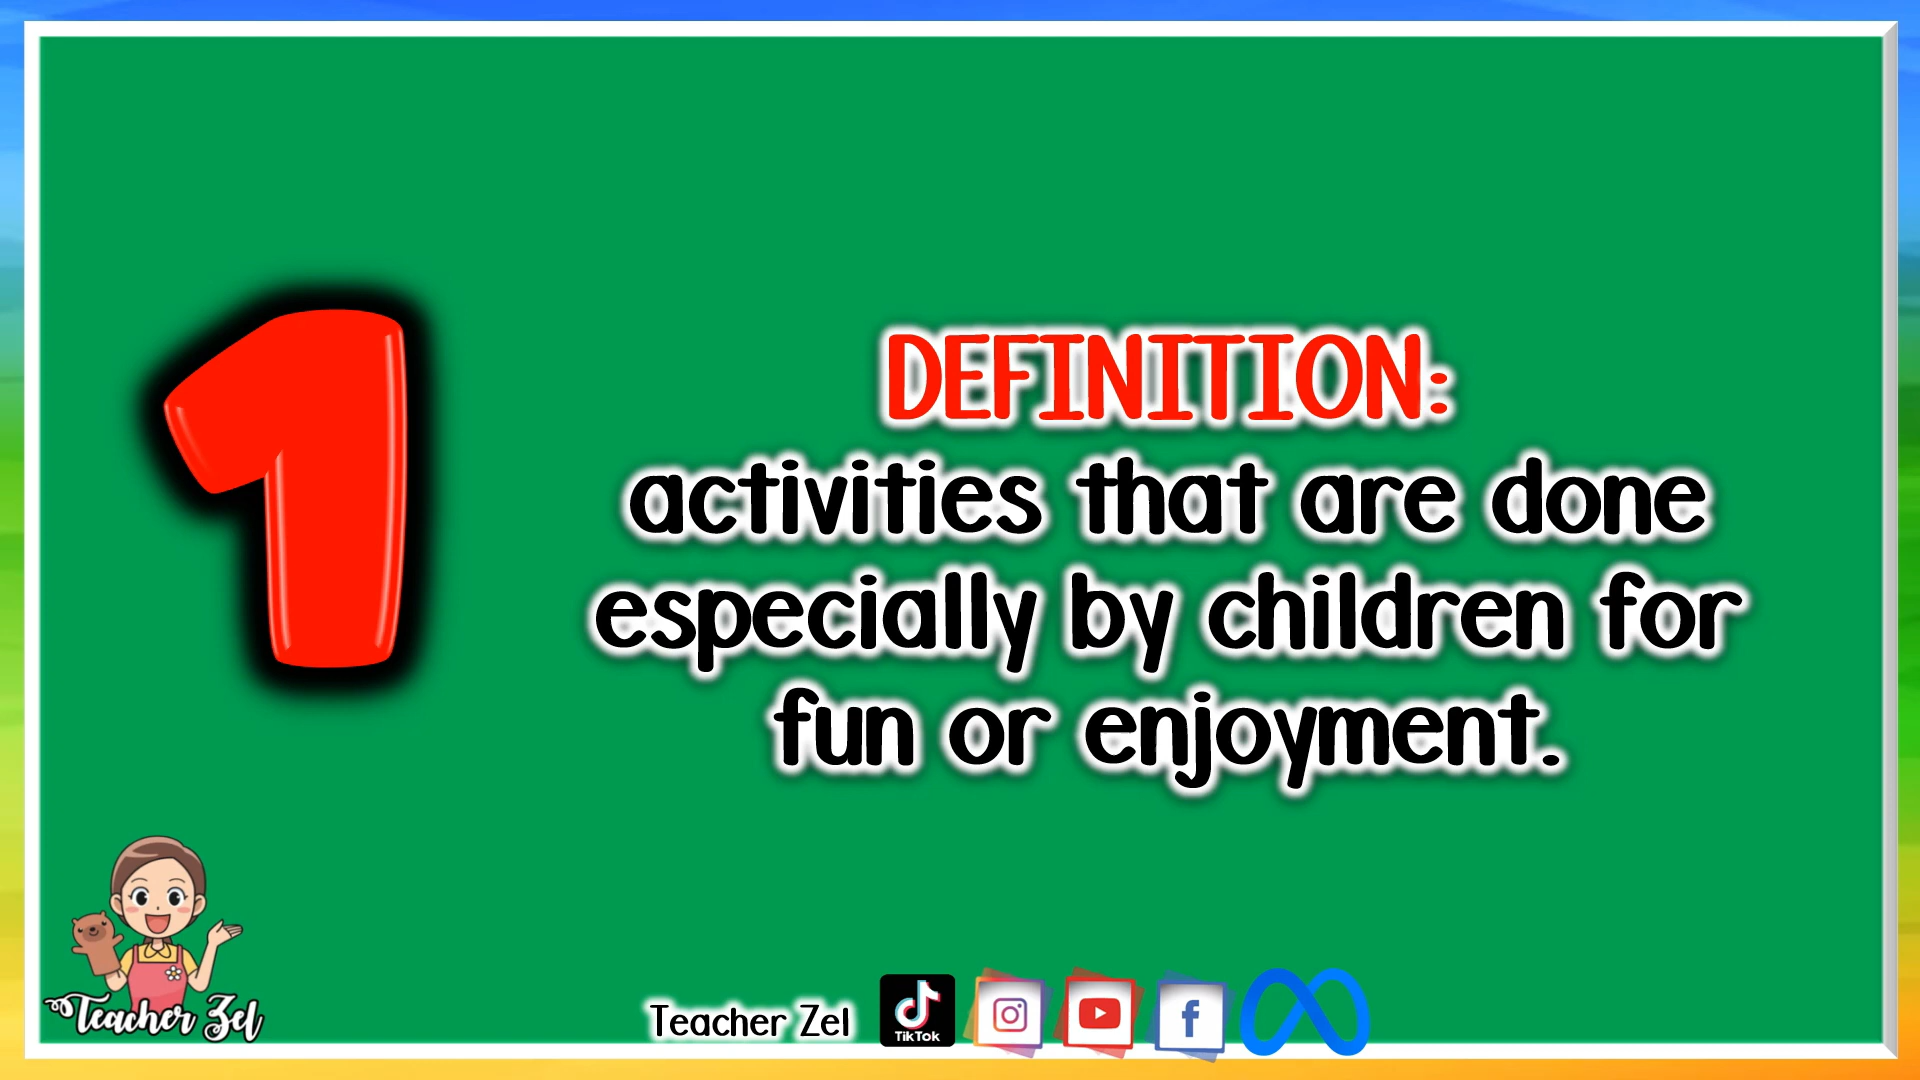 1
DEFINITION:
activities that are done
especially by children for
fun or enjoyment.
Teacher Zel
Teacher Zel
TikTok